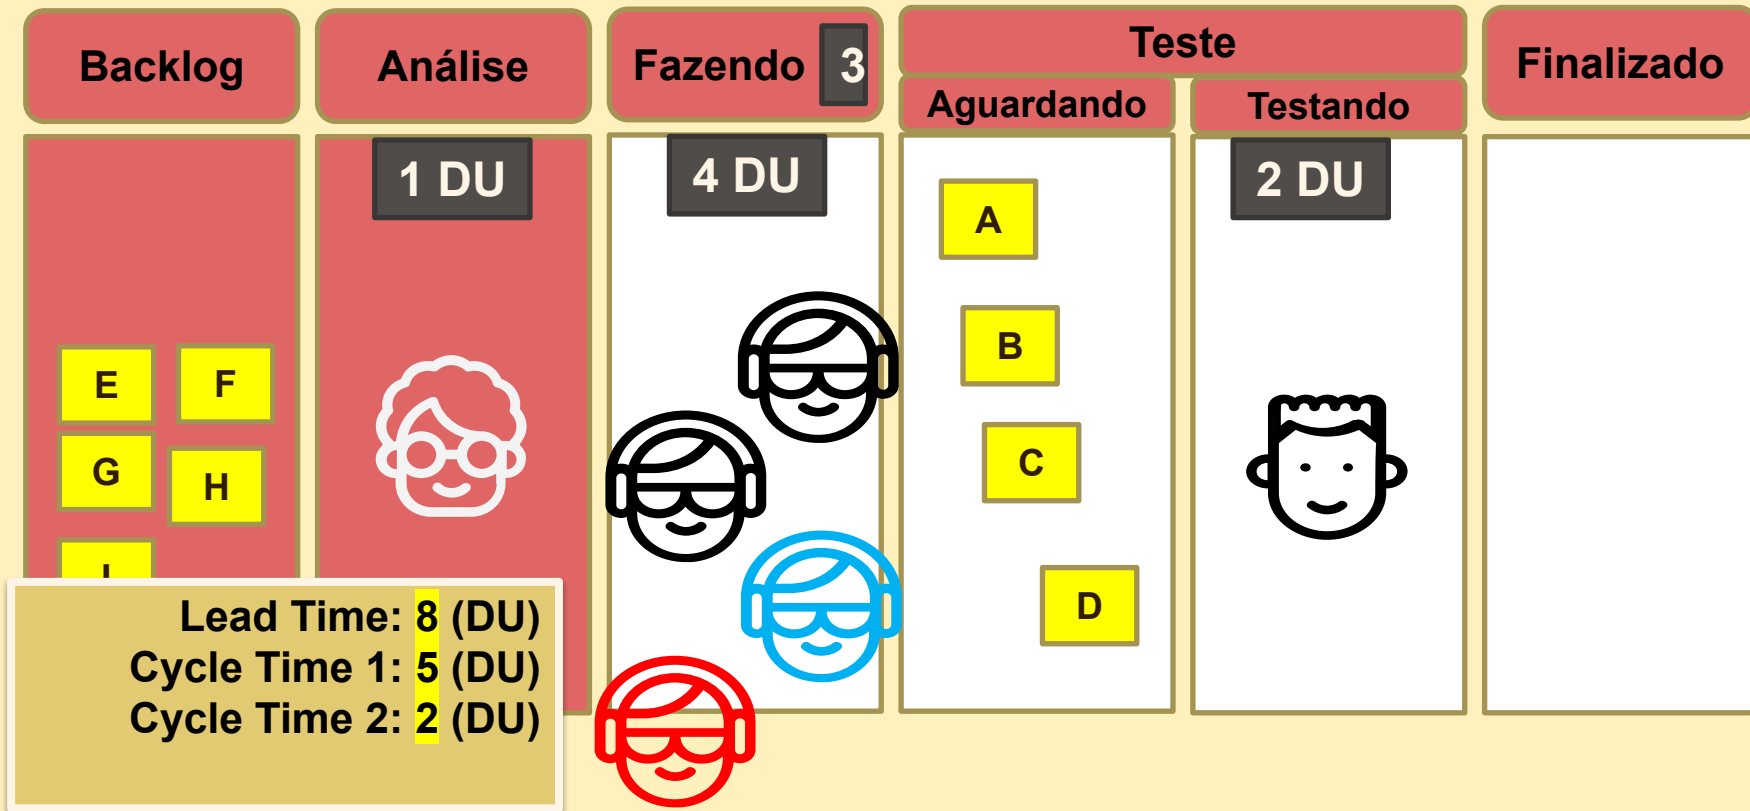 Backlog
Análise
Fazendo 3
Teste
Aguardando
Testando
Finalizado
1 DU
4 DU
2 DU
A
B
C
D
E F
G H
Lead Time: 8 (DU)
Cycle Time 1: 5 (DU)
Cycle Time 2: 2 (DU)